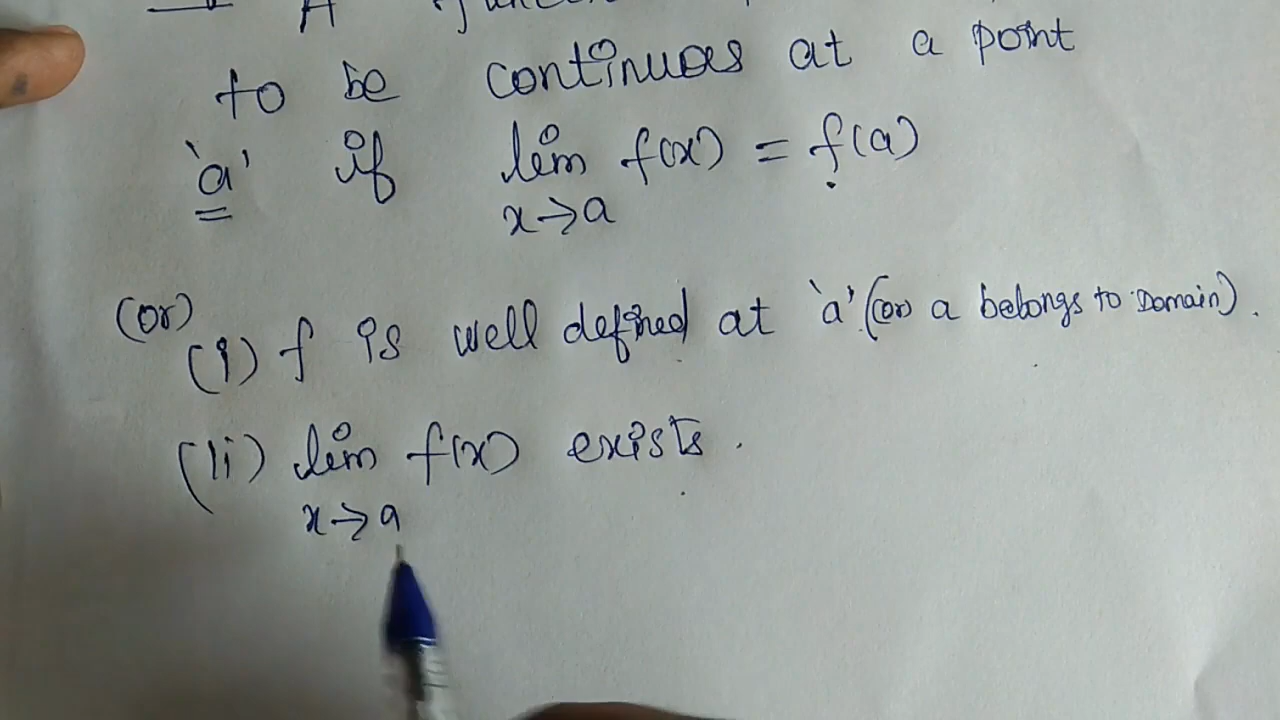 A
to be continuous at a point
'a' if lim f(x) = f(a)
x→a
(or)
(i) f is well defined at 'a' (or a belongs to Domain).
(ii) lim f(x) exists.
x→a